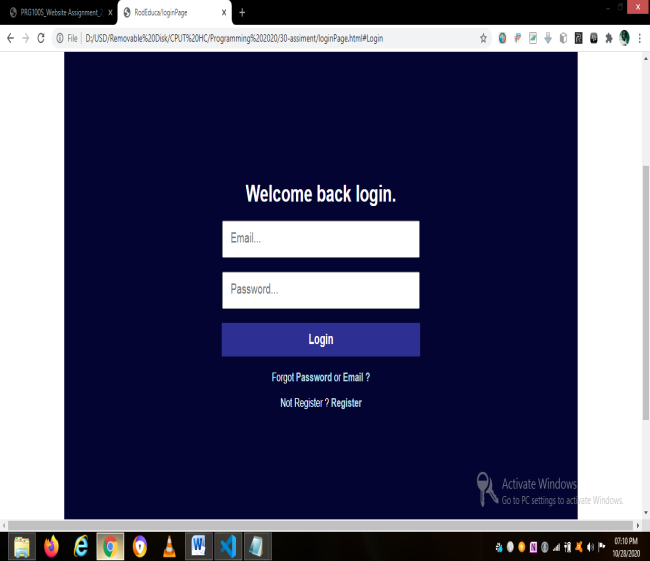 PRG100S_Website Assignment_
RodEduca/loginPage
File
D:/USD/Removable%20Disk/CPUT%20HC/Programming%202020/30-assiment/loginPage.html#Login
Welcome back login.
Email...
Password...
Login
Forgot Password or Email ?
Not Register ? Register
Activate Windows
Go to PC settings to activate Windows.
07:10 PM
10/28/2020